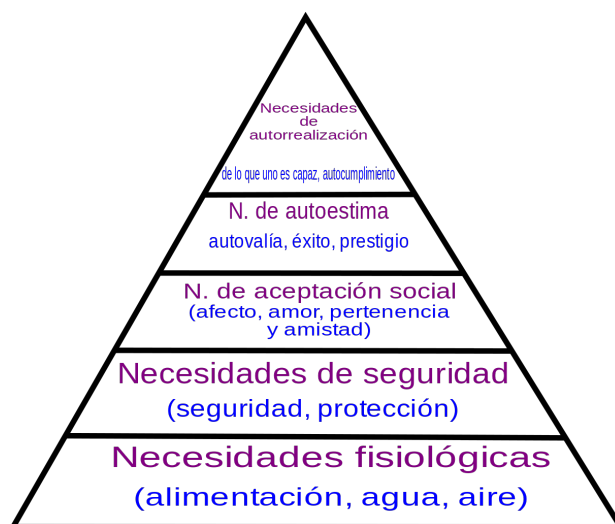 Necesidades
de
autorrealización
de lo que uno es capaz, autocumplimiento
N. de autoestima
autovalía, éxito, prestigio
N. de aceptación social
(afecto, amor, pertenencia
y amistad)
Necesidades de seguridad
(seguridad, protección)
Necesidades fisiológicas
(alimentación, agua, aire)